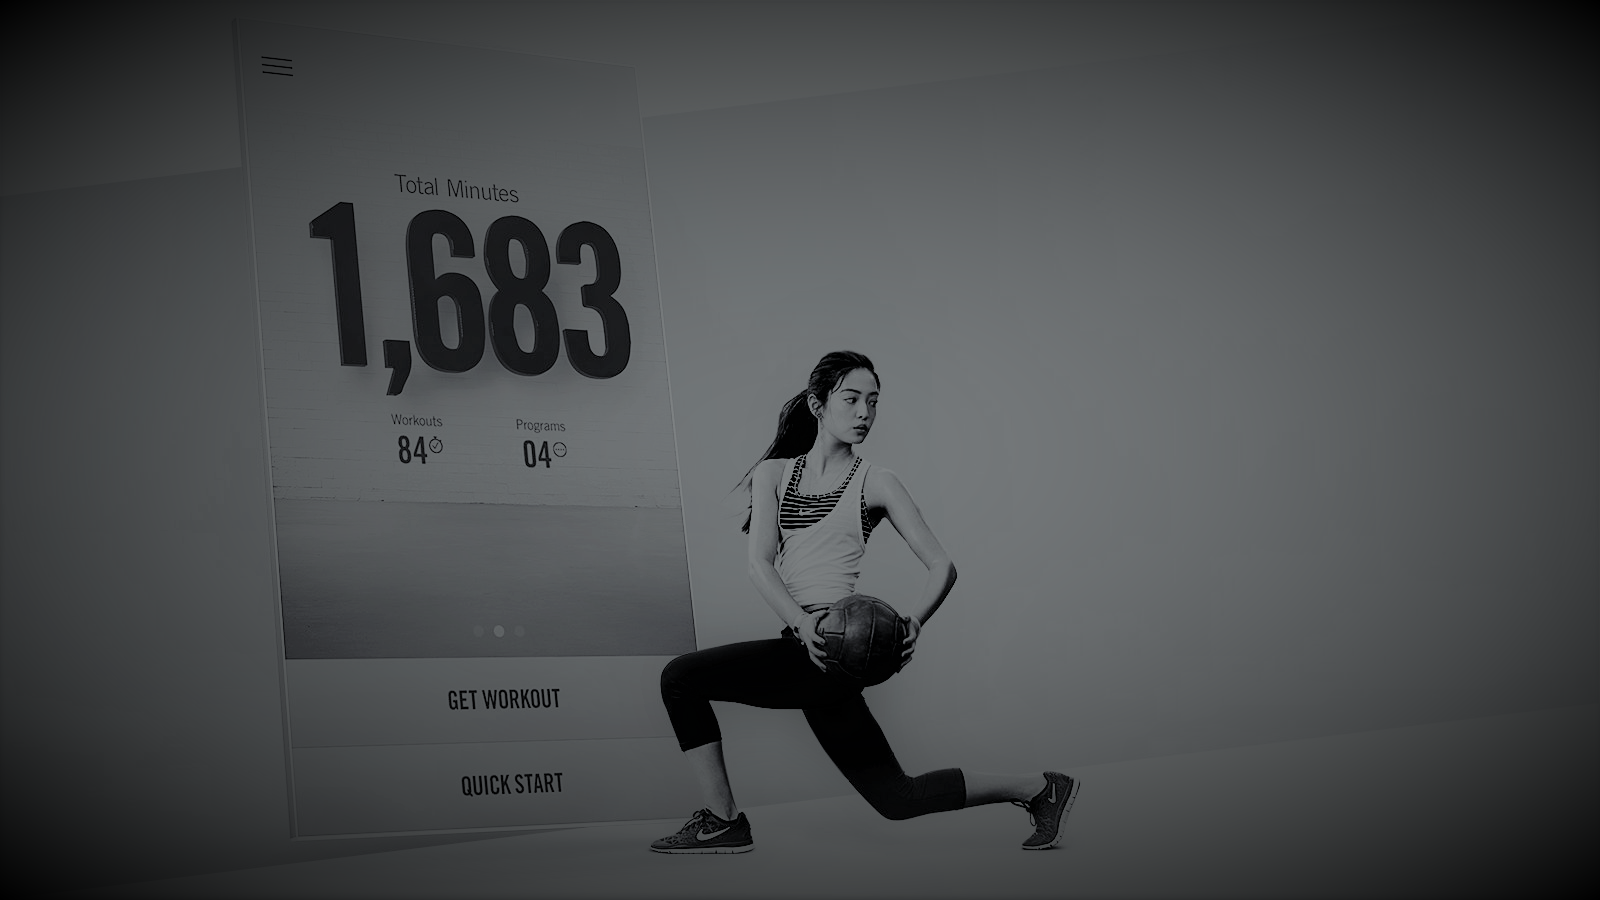 Total Minutes
1,683
Workouts
Programs
84
04
GET WORKOUT
QUICK START